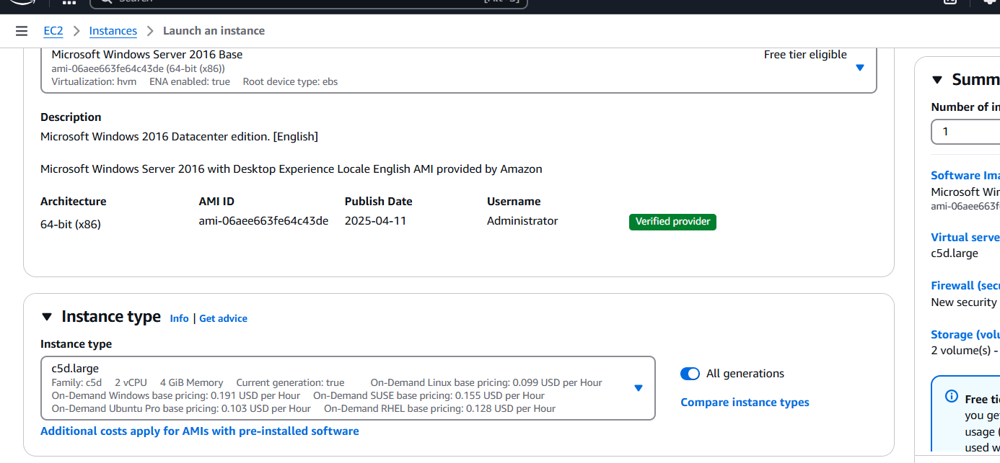 EC2 > Instances > Launch an instance
Microsoft Windows Server 2016 Base
Free tier eligible
ami-06aee663fe64c43de (64-bit (x86))
Virtualization: hvm ENA enabled: true Root device type: ebs
Description
Microsoft Windows 2016 Datacenter edition. [English]
Microsoft Windows Server 2016 with Desktop Experience Locale English AMI provided by Amazon
Architecture AMI ID Publish Date Username
64-bit (x86) ami-06aee663fe64c43de 2025-04-11 Administrator Verified provider
Instance type Info | Get advice
Instance type
c5d.large
Family: c5d 2 vCPU 4 GiB Memory Current generation: true On-Demand Linux base pricing: 0.099 USD per Hour
On-Demand Windows base pricing: 0.191 USD per Hour On-Demand SUSE base pricing: 0.155 USD per Hour
On-Demand Ubuntu Pro base pricing: 0.103 USD per Hour On-Demand RHEL base pricing: 0.128 USD per Hour
All generations
Compare instance types
Additional costs apply for AMIs with pre-installed software
Summ
Number of in
1
Software Ima
Microsoft Wir
ami-06aee663f
Virtual serve
c5d.large
Firewall (secu
New security
Storage (volu
2 volume(s) -
Free tie
you ge
usage (
used w